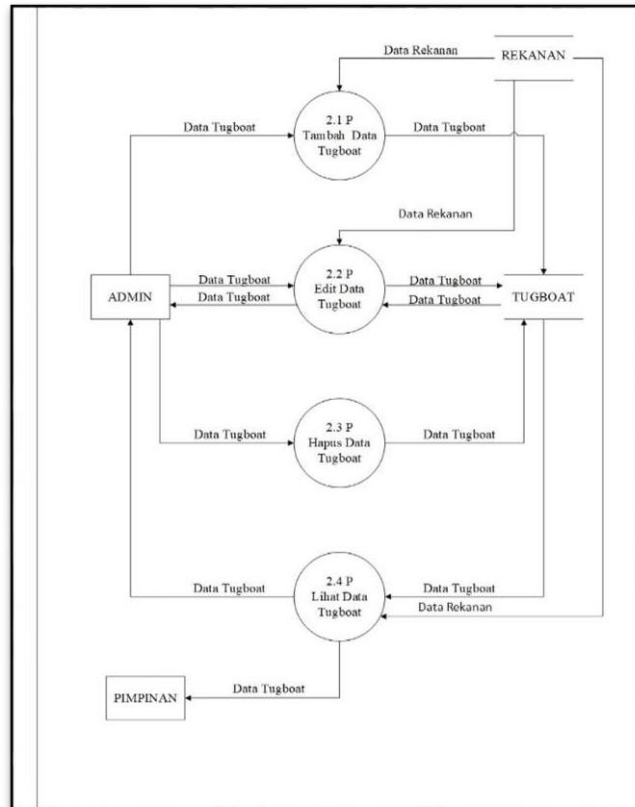 Data Rekanan
REKANAN
2.1 P
Tambah Data
Tugboat
Data Tugboat
Data Tugboat
Data Rekanan
2.2 P
Edit Data
Tugboat
Data Tugboat
Data Tugboat
Data Tugboat
Data Tugboat
ADMIN
TUGBOAT
2.3 P
Hapus Data
Tugboat
Data Tugboat
Data Tugboat
2.4 P
Lihat Data
Tugboat
Data Tugboat
Data Tugboat
Data Rekanan
PIMPINAN
Data Tugboat